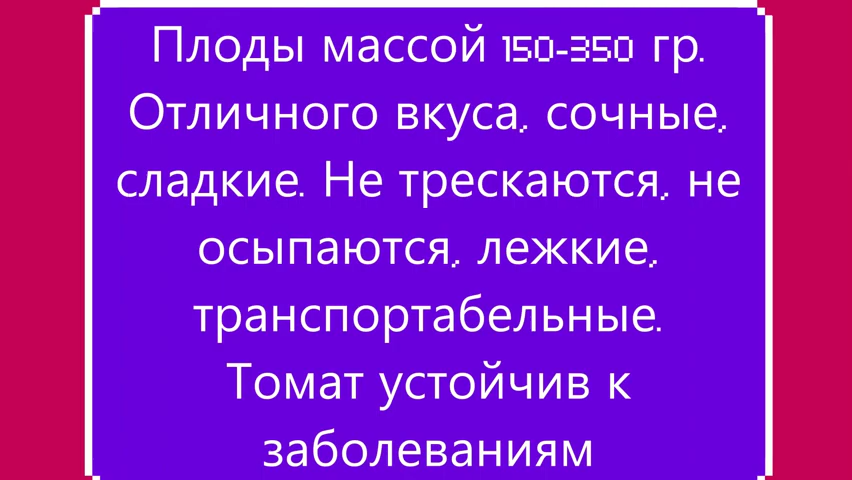 Плоды массой 150-350 гр.
Отличного вкуса, сочные,
сладкие. Не трескаются, не
осыпаются, лежкие,
транспортабельные.
Томат устойчив к
заболеваниям